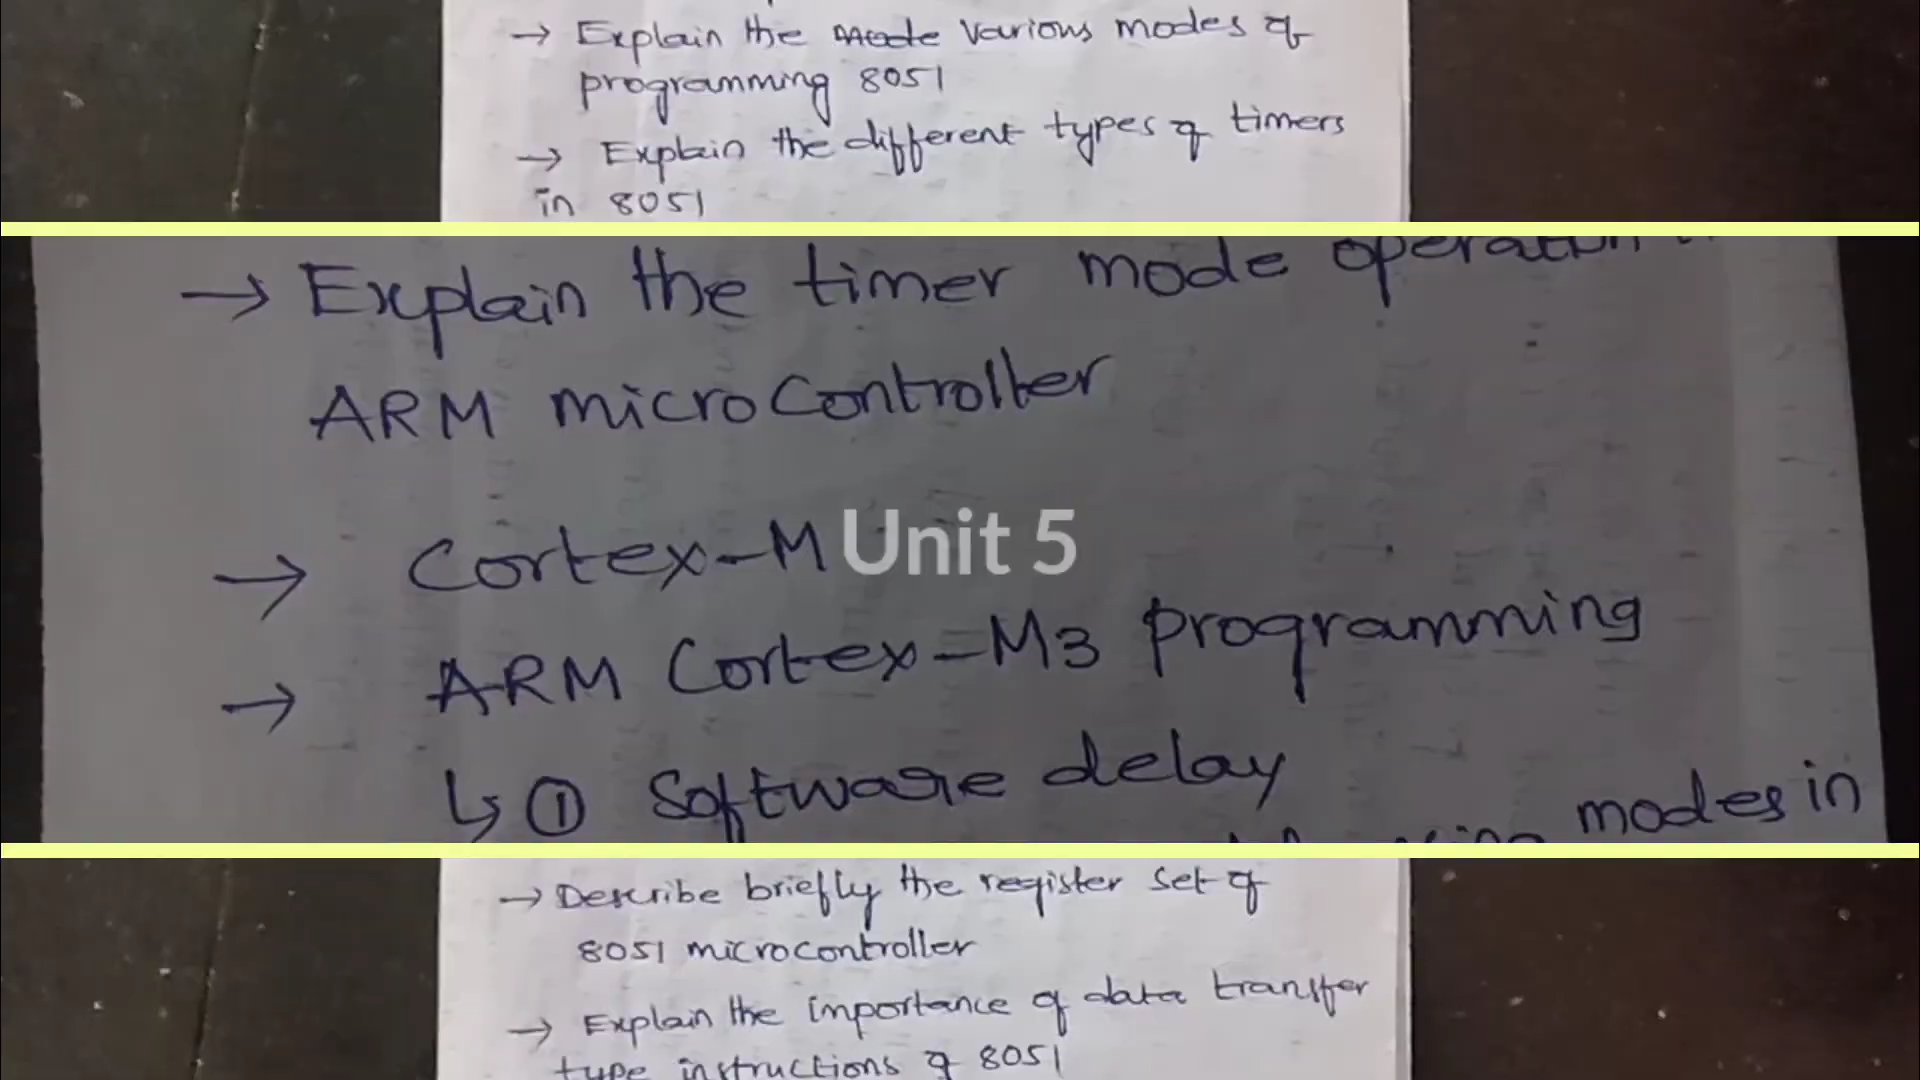 → Explain the mode various modes of
programming 8051
→ Explain the different types of timers
in 8051
→ Explain the timer mode operation
ARM microcontroller
→ Cortex-M
Unit 5
→ ARM Cortex-M3 programming
↳ ① Software delay
modes in
→ Describe briefly the register set of
8051 microcontroller
→ Explain the importance of data transfer
type instructions of 8051